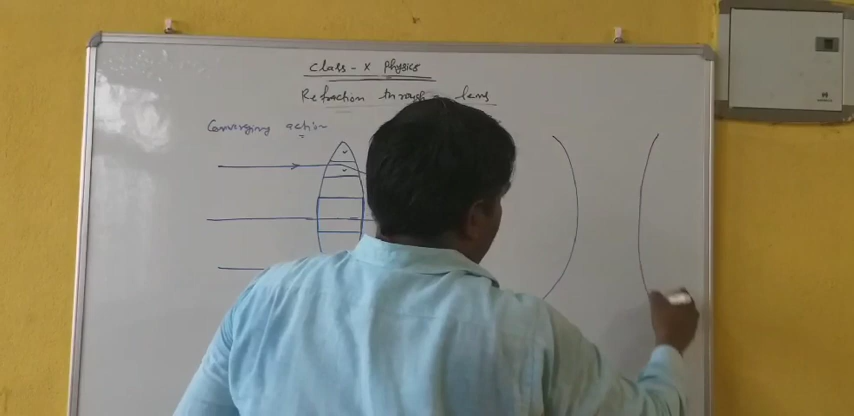 Class - X Physics
Refraction through a lens
Converging action